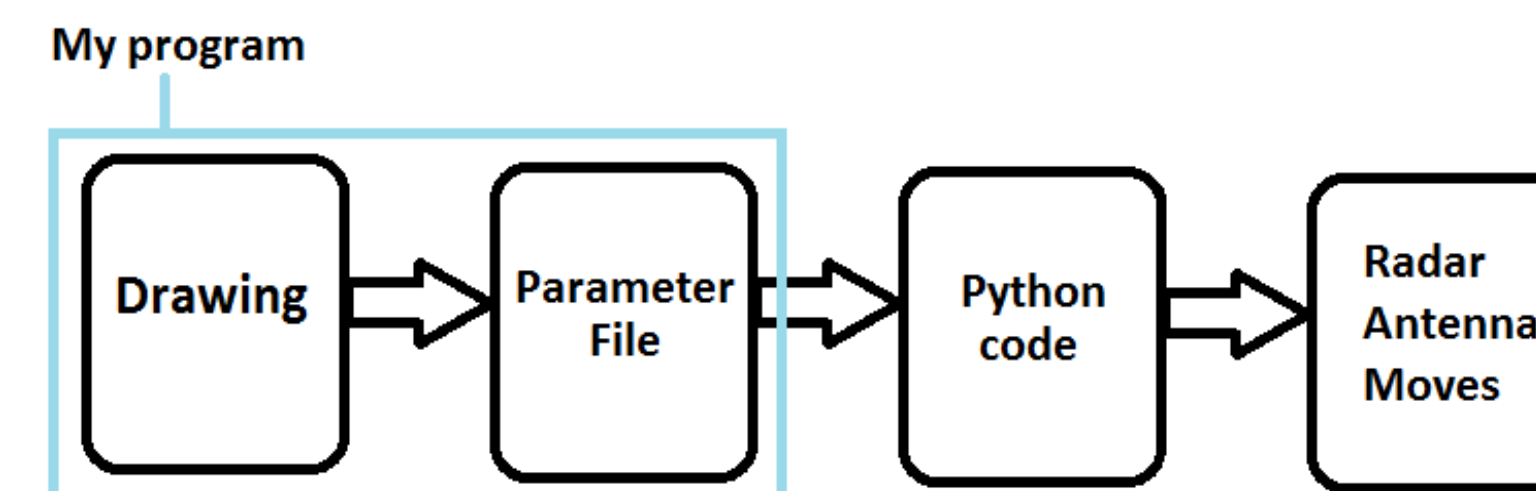 My program
Drawing
Parameter
File
Python
code
Radar
Antenna
Moves